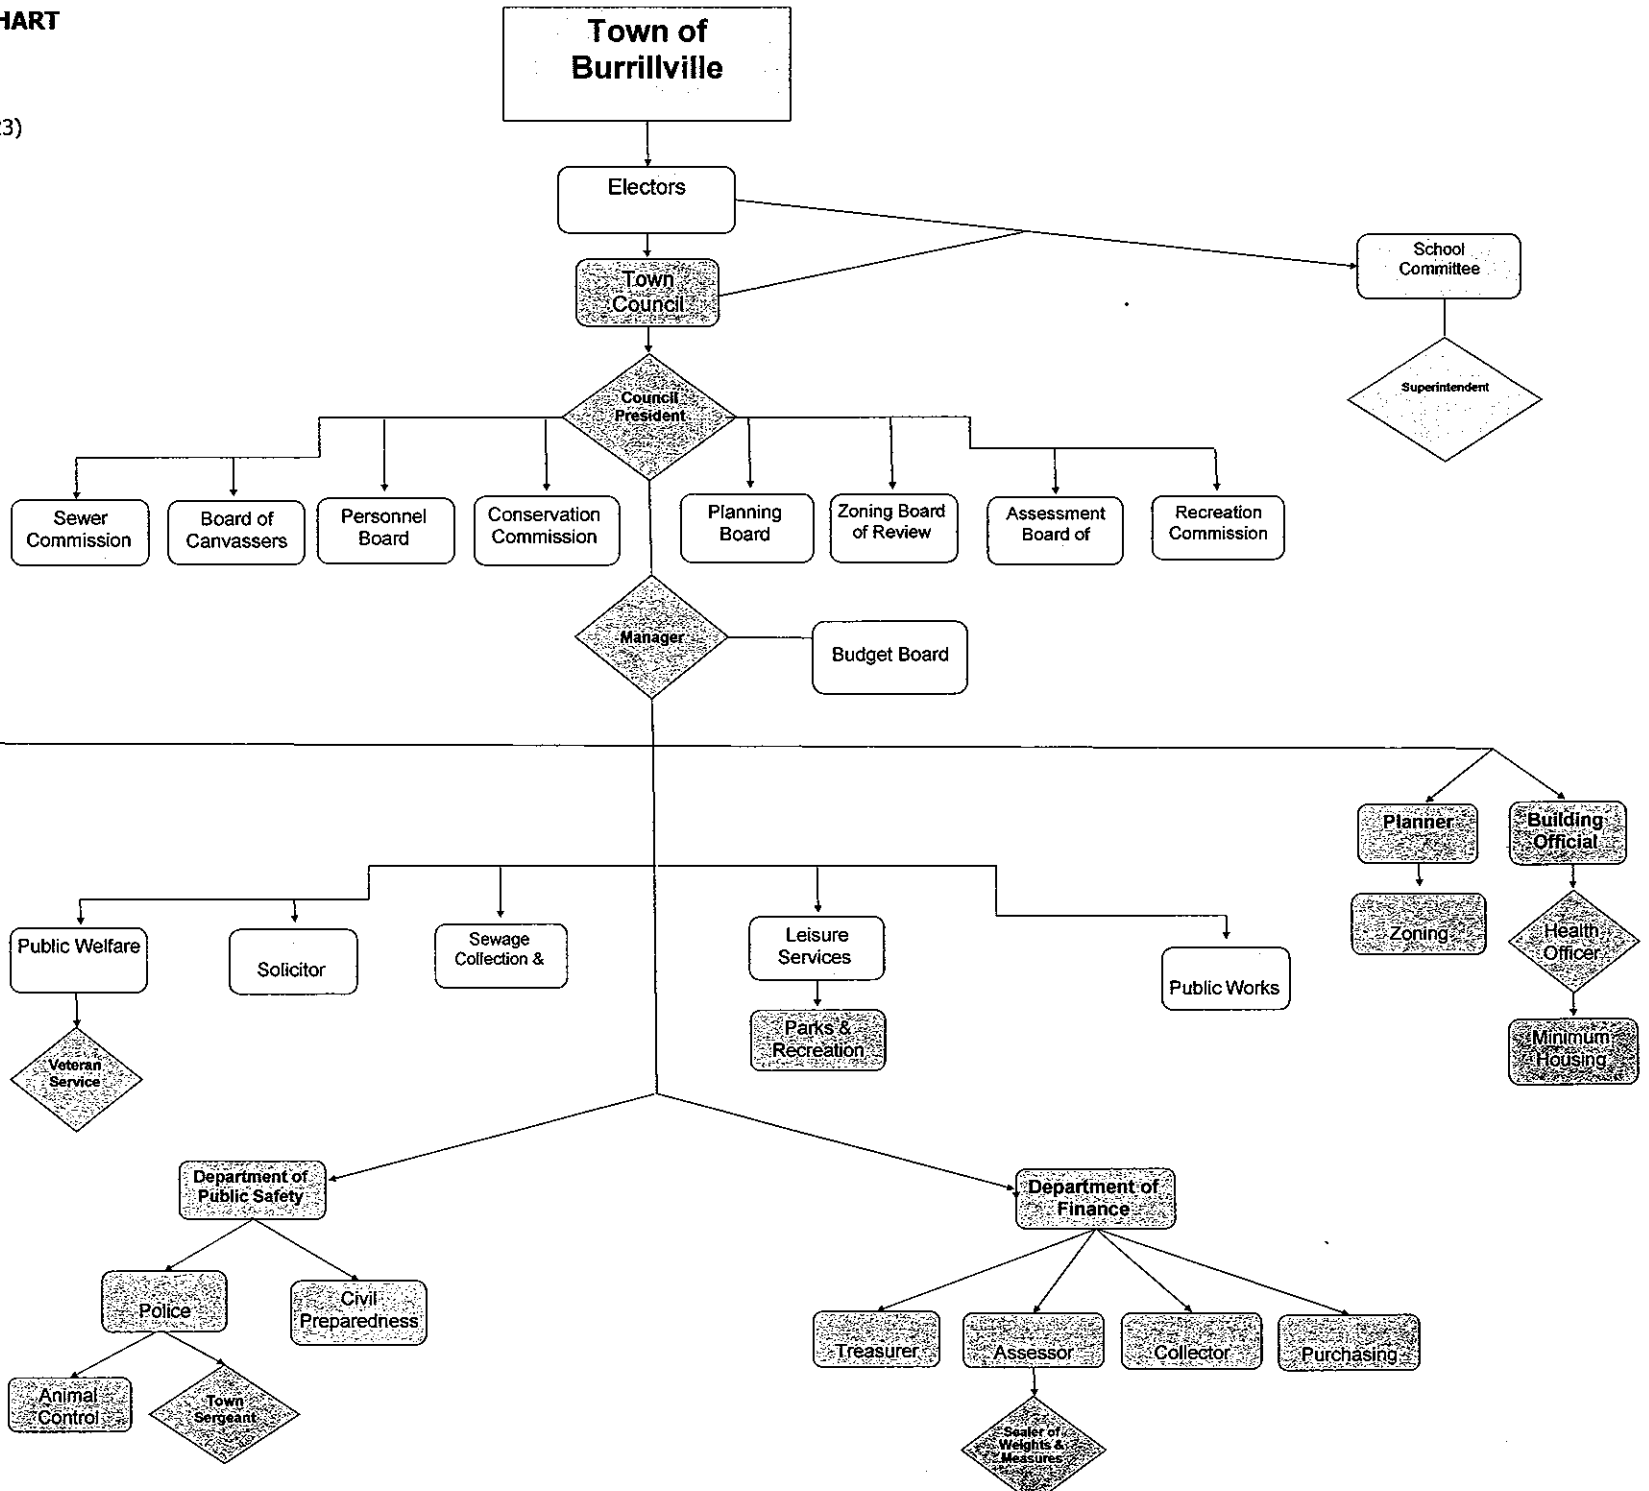 HART
23)
Town of
Burrillville
Electors
Town
Council
School
Committee
Superintendent
Council
President
Sewer
Commission
Board of
Canvassers
Personnel
Board
Conservation
Commission
Planning
Board
Zoning Board
of Review
Assessment
Board of
Recreation
Commission
Manager
Budget Board
Planner
Building
Official
Zoning
Health
Officer
Minimum
Housing
Public Welfare
Solicitor
Sewage
Collection &
Leisure
Services
Public Works
Parks &
Recreation
Veteran
Service
Department of
Public Safety
Department of
Finance
Police
Civil
Preparedness
Treasurer
Assessor
Collector
Purchasing
Animal
Control
Town
Sergeant
Sealer of
Weights &
Measures